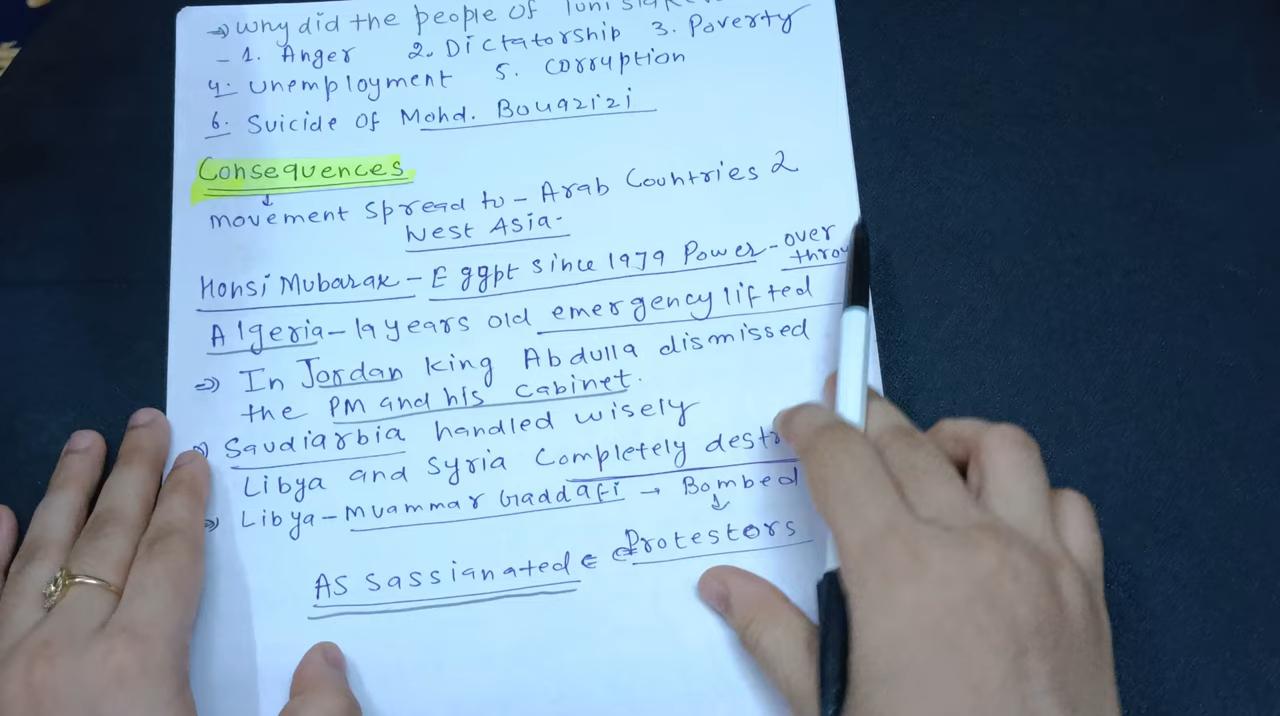 ⇒ Why did the people of
- 1. Anger 2. Dictatorship 3. Poverty
4. unemployment 5. Corruption
6. Suicide Of Mohd. Bouazizi
Consequences
↓
movement Spread to - Arab Countries 2
West Asia-
Honsi Mubarak - Eggpt since 1979 Power - over
Algeria - 19 years old emergency lifted
⇒ In Jordan king Abdulla dismissed
the PM and his cabinet.
⇒ Saudiarbia handled wisely
Libya and Syria Completely
⇒ Libya - Muammar Gaddafi → Bombed
↓
Assassianated ← Protestors